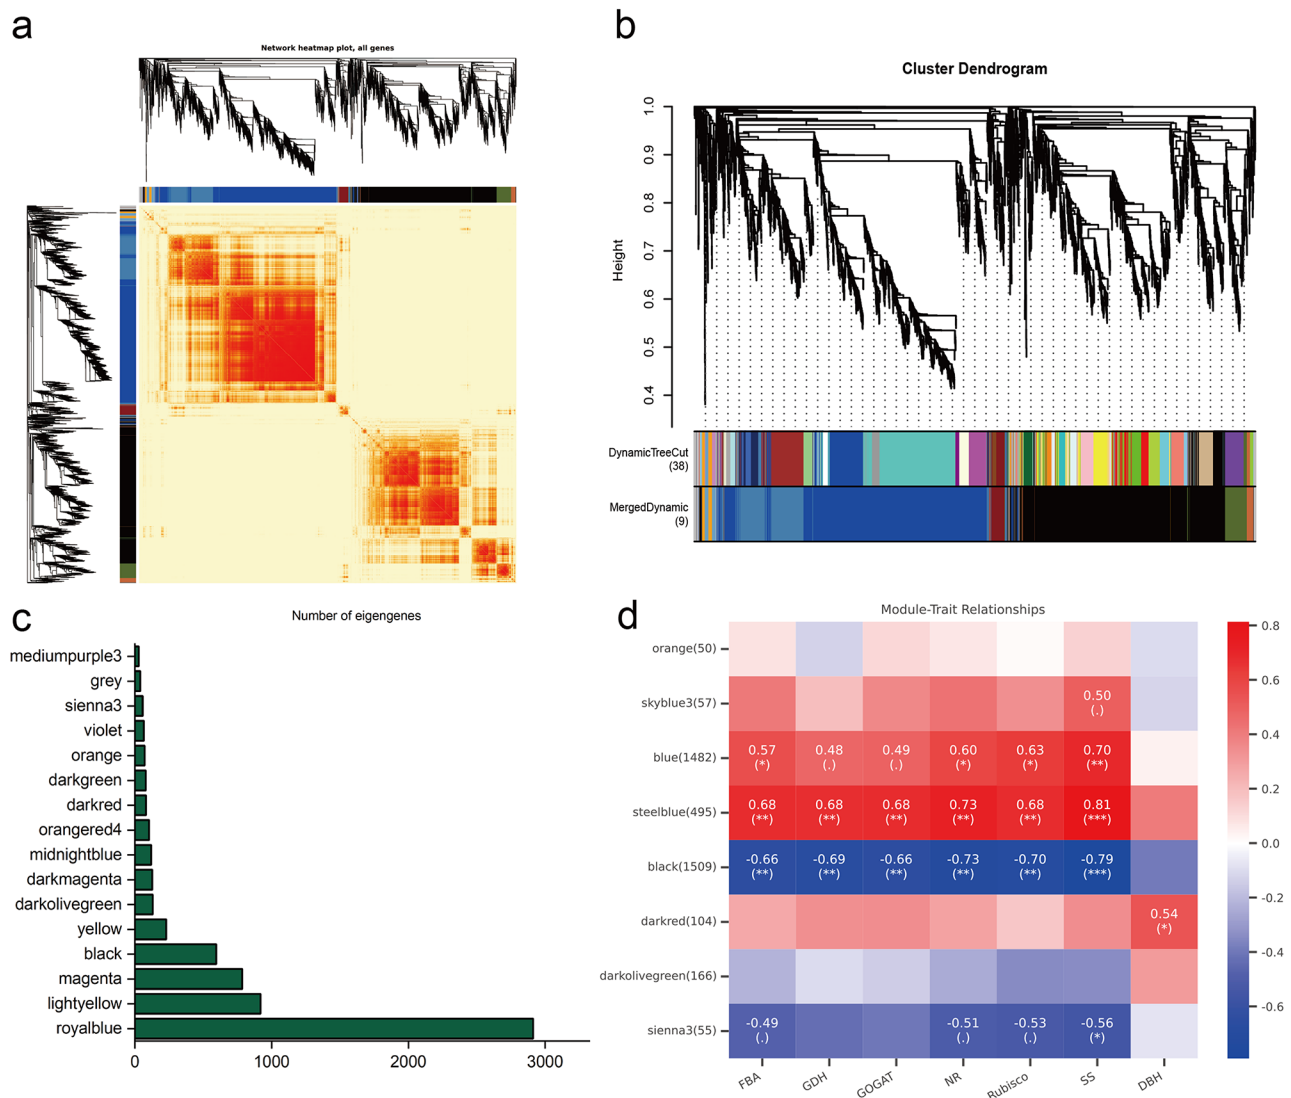 a
Network heatmap plot, all genes
b
Cluster Dendrogram
Height
1.0
0.9
0.8
0.7
0.6
0.5
0.4
DynamicTreeCut
(38)
MergedDynamic
(9)
c
Number of eigengenes
mediumpurple3
grey
sienna3
violet
orange
darkgreen
darkred
orangered4
midnightblue
darkmagenta
darkolivegreen
yellow
black
magenta
lightyellow
royalblue
0 1000 2000 3000
d
Module-Trait Relationships
orange(50)
skyblue3(57) 0.50
(.)
blue(1482) 0.57 0.48 0.49 0.60 0.63 0.70
(*) (.) (.) (*) (*) (**)
steelblue(495) 0.68 0.68 0.68 0.73 0.68 0.81
(**) (**) (**) (**) (**) (***)
black(1509) -0.66 -0.69 -0.66 -0.73 -0.70 -0.79
(**) (**) (**) (**) (**) (***)
darkred(104) 0.54
(*)
darkolivegreen(166)
sienna3(55) -0.49 -0.51 -0.53 -0.56
(.) (.) (.) (*)
FBA GDH GOGAT NR Rubisco SS DBH
0.8
0.6
0.4
0.2
0.0
-0.2
-0.4
-0.6